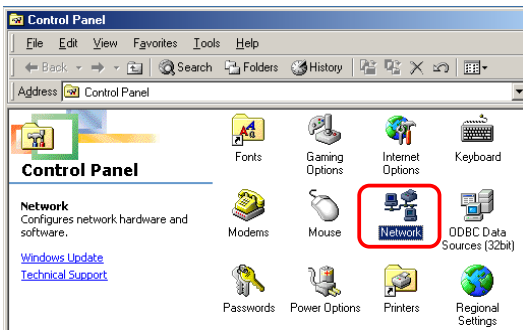 Control Panel
File Edit View Favorites Tools Help
Back Search Folders History
Address Control Panel
Control Panel
Network
Configures network hardware and
software.
Windows Update
Technical Support
Fonts
Gaming
Options
Internet
Options
Keyboard
Modems
Mouse
Network
ODBC Data
Sources (32bit)
Passwords
Power Options
Printers
Regional
Settings